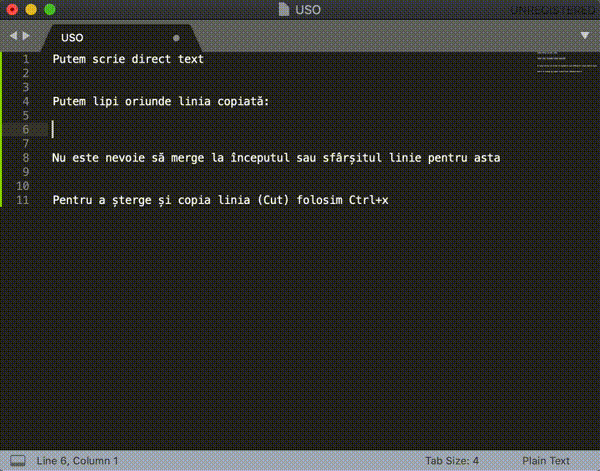 USO
UNREGISTERED
USO
1 Putem scrie direct text
2
3
4 Putem lipi oriunde linia copiată:
5
6
7
8 Nu este nevoie să merge la începutul sau sfârșitul linie pentru asta
9
10
11 Pentru a șterge și copia linia (Cut) folosim Ctrl+x
Line 6, Column 1 Tab Size: 4 Plain Text